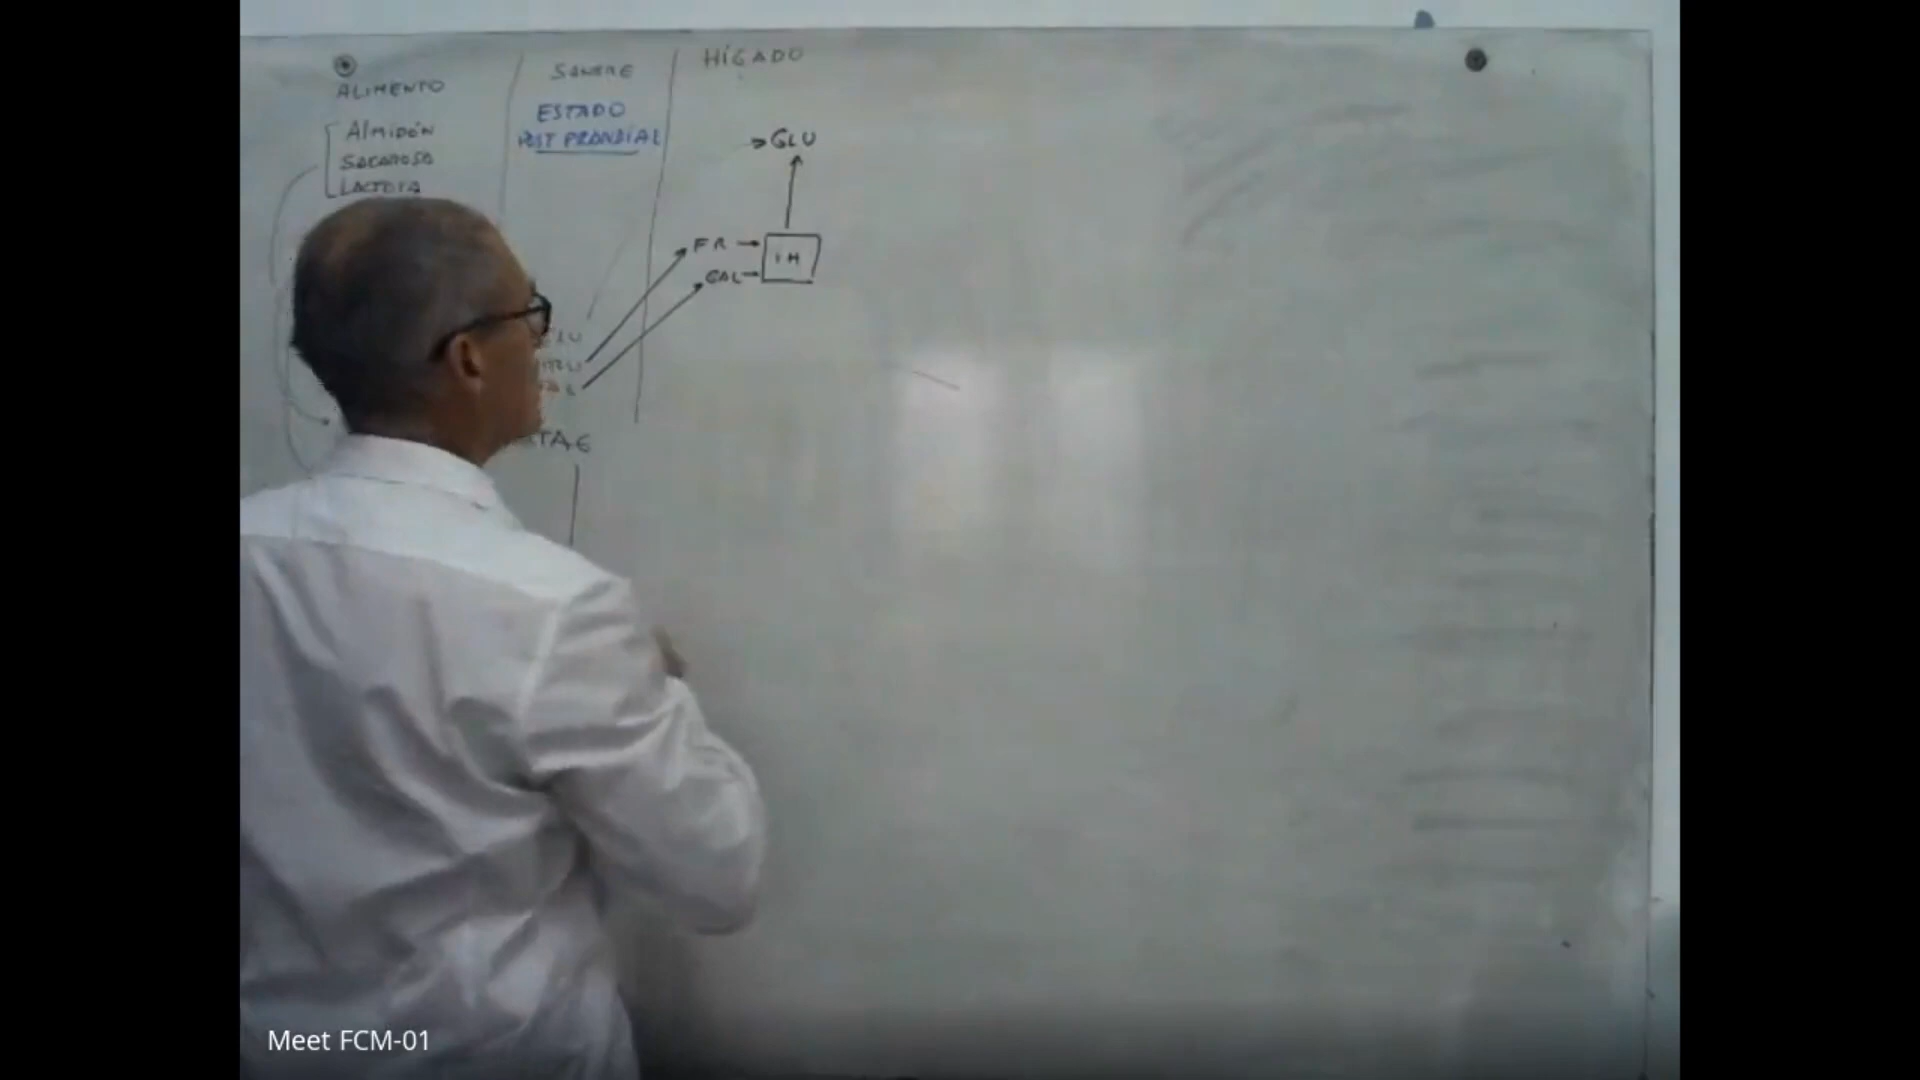 ALIMENTO
Almidón
SACAROSA
LACTOSA
SANGRE
ESTADO
POST PRANDIAL
HÍGADO
GLU
FR
GAL
IH
Meet FCM-01